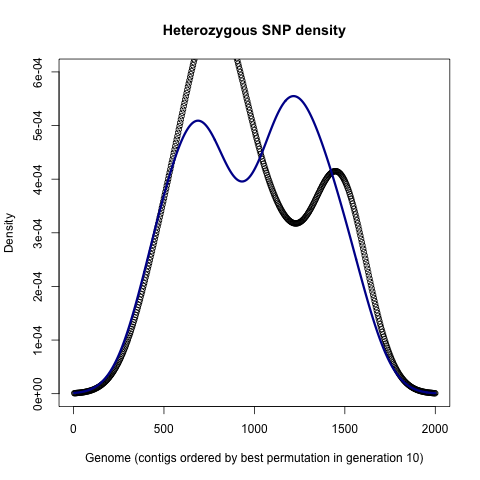 Heterozygous SNP density
6e-04
5e-04
4e-04
3e-04
2e-04
1e-04
0e+00
Density
0 500 1000 1500 2000
Genome (contigs ordered by best permutation in generation 10)